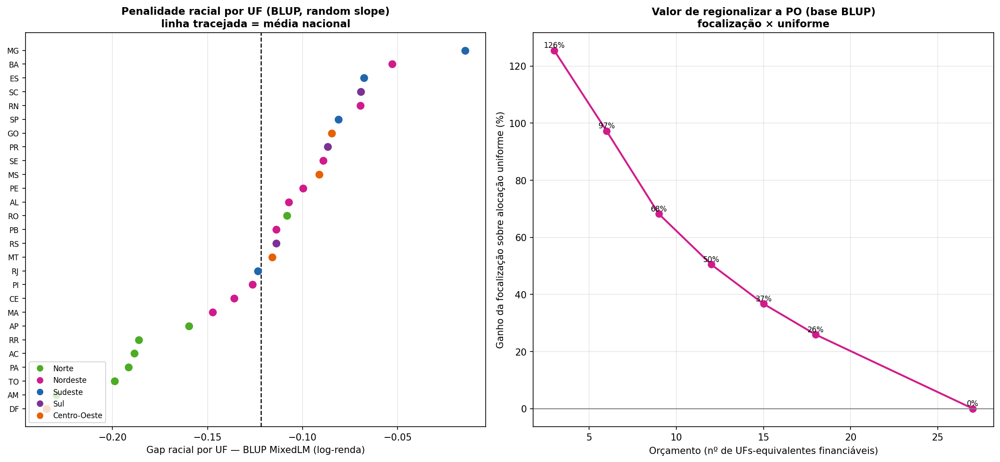 Penalidade racial por UF (BLUP, random slope)
linha tracejada = média nacional
MG
BA
ES
SC
RN
SP
GO
PR
SE
MS
PE
AL
RO
PB
RS
MT
RJ
PI
CE
MA
AP
RR
AC
PA
TO
AM
DF
Norte
Nordeste
Sudeste
Sul
Centro-Oeste
−0.20 −0.15 −0.10 −0.05
Gap racial por UF — BLUP MixedLM (log-renda)
Valor de regionalizar a PO (base BLUP)
focalização × uniforme
Ganho da focalização sobre alocação uniforme (%)
120
100
80
60
40
20
0
126%
97%
68%
50%
37%
26%
0%
5 10 15 20 25
Orçamento (nº de UFs-equivalentes financiáveis)